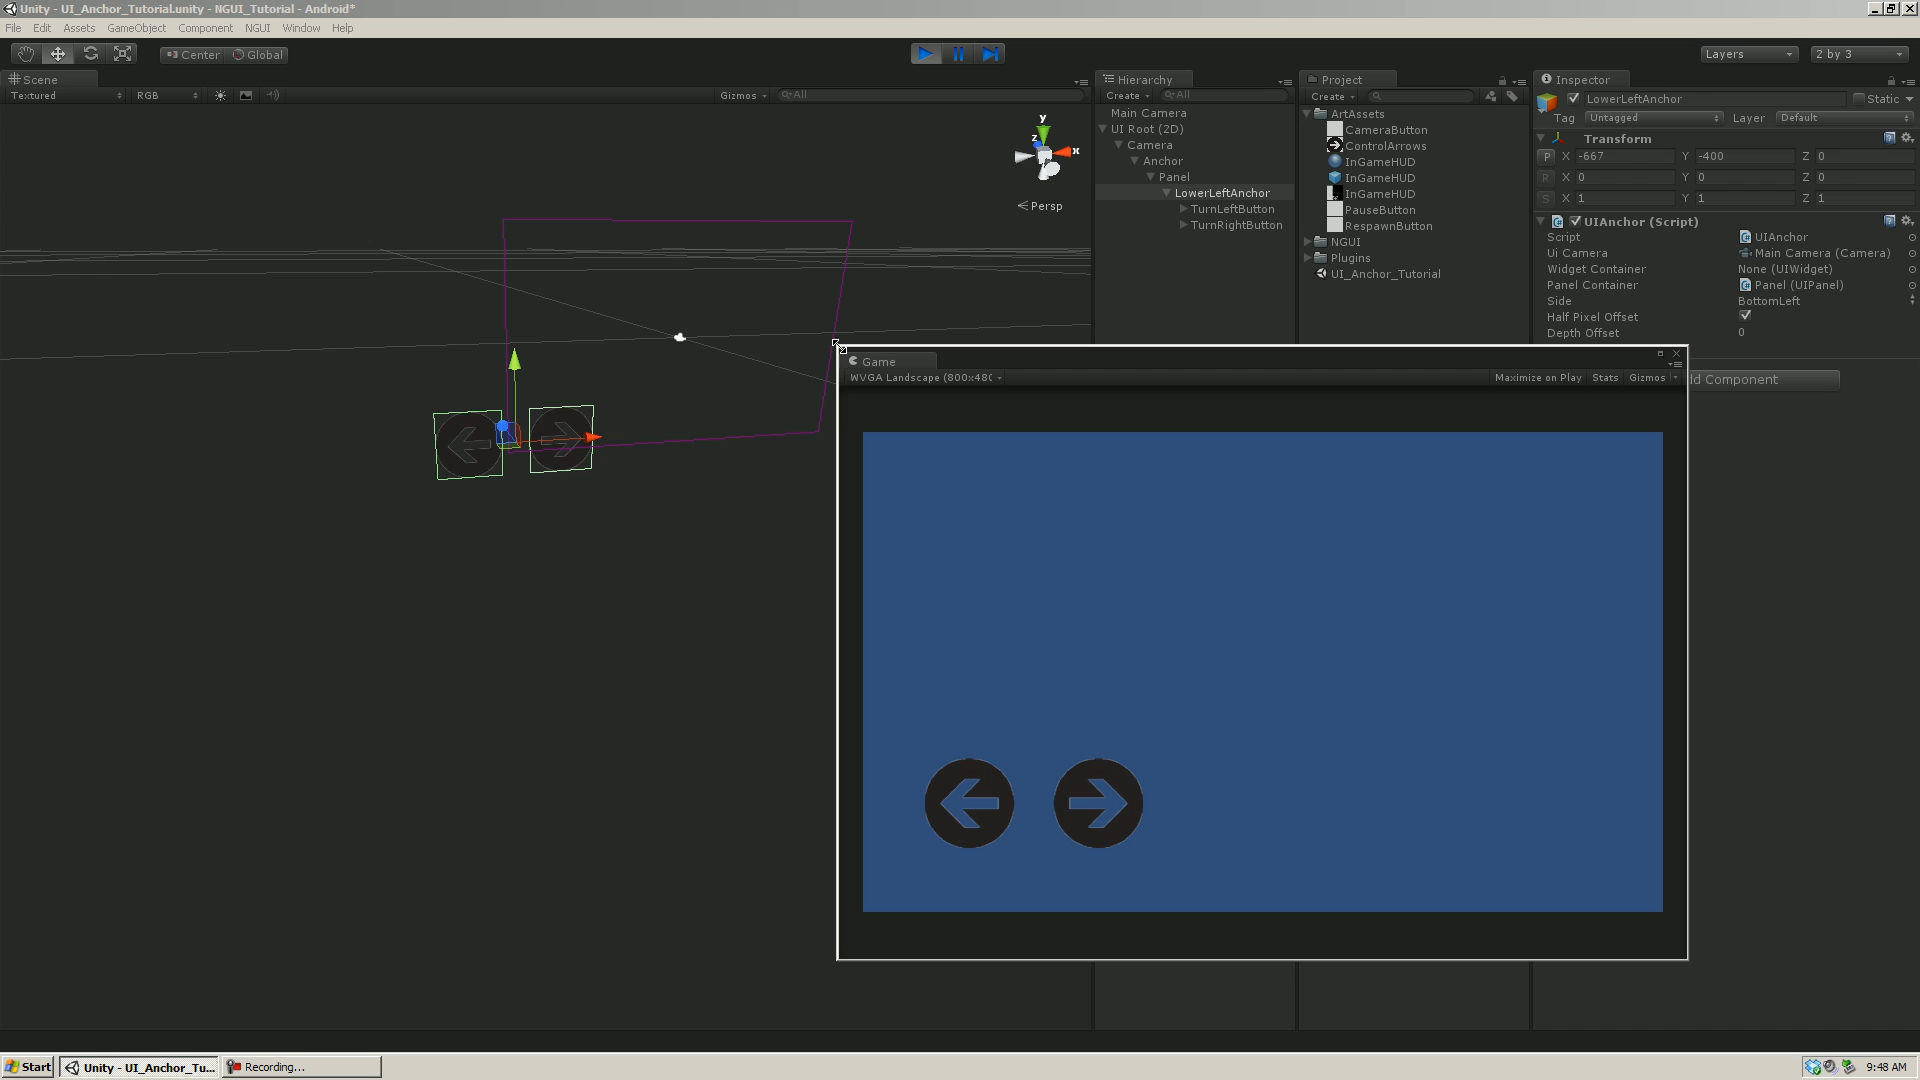 Unity - UI_Anchor_Tutorial.unity - NGUI_Tutorial - Android*
File Edit Assets GameObject Component NGUI Window Help
Center Global Layers 2 by 3
Scene
Textured RGB Gizmos All
y
z
x
Persp
Hierarchy
Create All
Main Camera
UI Root (2D)
Camera
Anchor
Panel
LowerLeftAnchor
TurnLeftButton
TurnRightButton
Project
Create
ArtAssets
CameraButton
ControlArrows
InGameHUD
InGameHUD
InGameHUD
PauseButton
RespawnButton
NGUI
Plugins
UI_Anchor_Tutorial
Inspector
LowerLeftAnchor Static
Tag Untagged Layer Default
Transform
P X -667 Y -400 Z 0
R X 0 Y 0 Z 0
S X 1 Y 1 Z 1
UIAnchor (Script)
Script UIAnchor
Ui Camera Main Camera (Camera)
Widget Container None (UIWidget)
Panel Container Panel (UIPanel)
Side BottomLeft
Half Pixel Offset
Depth Offset 0
dd Component
Game
WVGA Landscape (800x480 Maximize on Play Stats Gizmos
Start Unity - UI_Anchor_Tu... Recording... 9:48 AM